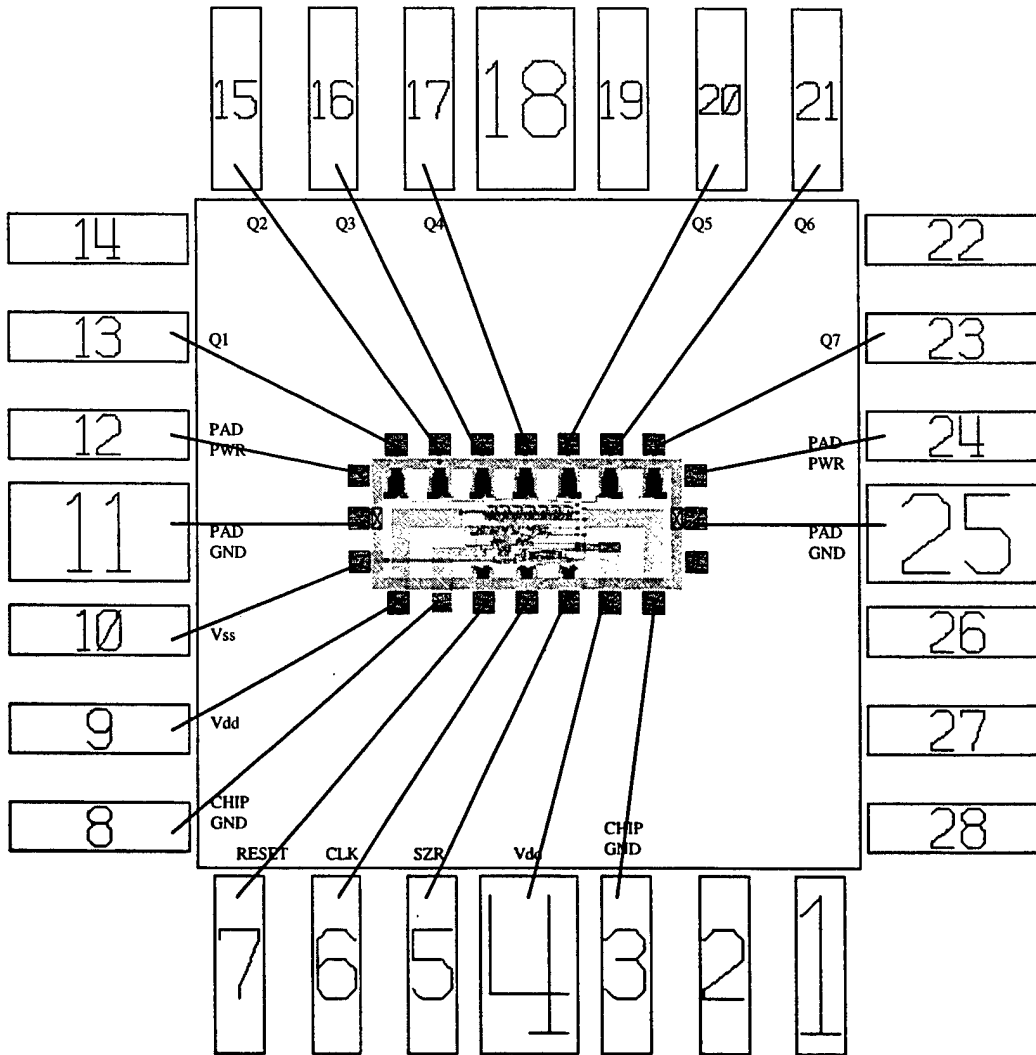 15 16 17 18 19 20 21
Q2 Q3 Q4 Q5 Q6
14 22
13 Q1 Q7 23
12 PAD PAD 24
PWR PWR
11 PAD PAD 25
GND GND
10 Vss 26
9 Vdd 27
8 CHIP 28
GND
RESET CLK SZR Vdd CHIP
GND
7 6 5 4 3 2 1